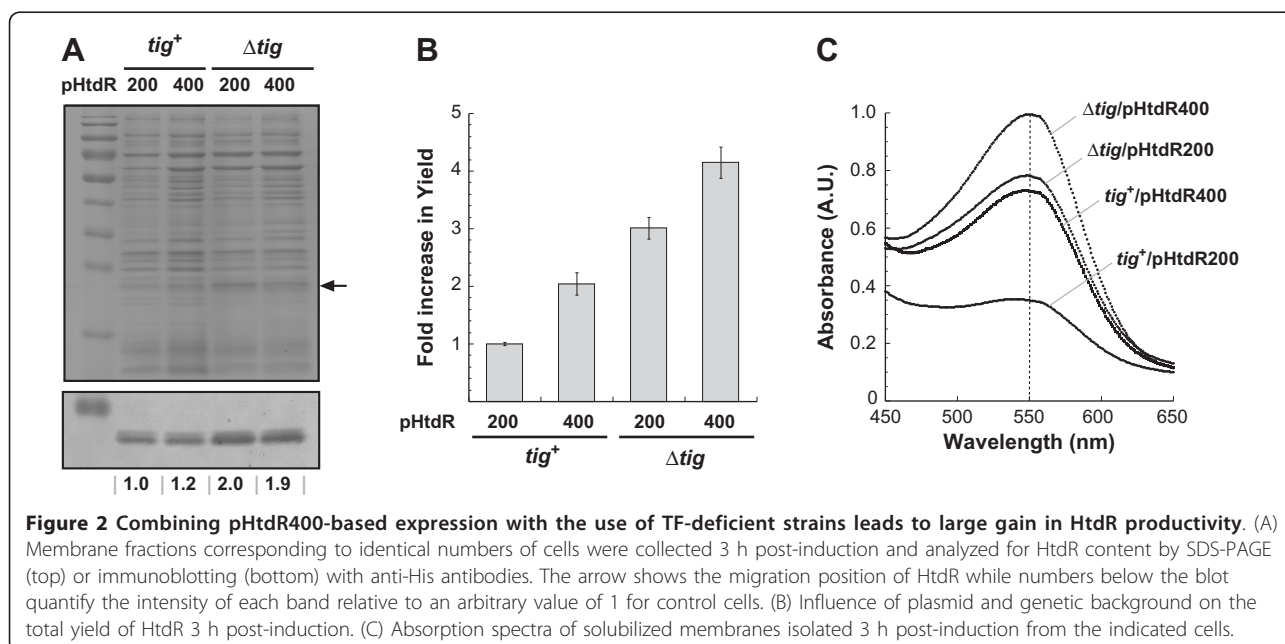 A
tig+ Δtig
pHtdR 200 400 200 400
1.0 1.2 2.0 1.9
B
Fold increase in Yield
5
4
3
2
1
pHtdR 200 400 200 400
tig+ Δtig
C
Absorbance (A.U.)
1.0
0.8
0.6
0.4
0.2
0
450 500 550 600 650
Wavelength (nm)
Δtig/pHtdR400
Δtig/pHtdR200
tig+/pHtdR400
tig+/pHtdR200
Figure 2 Combining pHtdR400-based expression with the use of TF-deficient strains leads to large gain in HtdR productivity. (A)
Membrane fractions corresponding to identical numbers of cells were collected 3 h post-induction and analyzed for HtdR content by SDS-PAGE
(top) or immunoblotting (bottom) with anti-His antibodies. The arrow shows the migration position of HtdR while numbers below the blot
quantify the intensity of each band relative to an arbitrary value of 1 for control cells. (B) Influence of plasmid and genetic background on the
total yield of HtdR 3 h post-induction. (C) Absorption spectra of solubilized membranes isolated 3 h post-induction from the indicated cells.